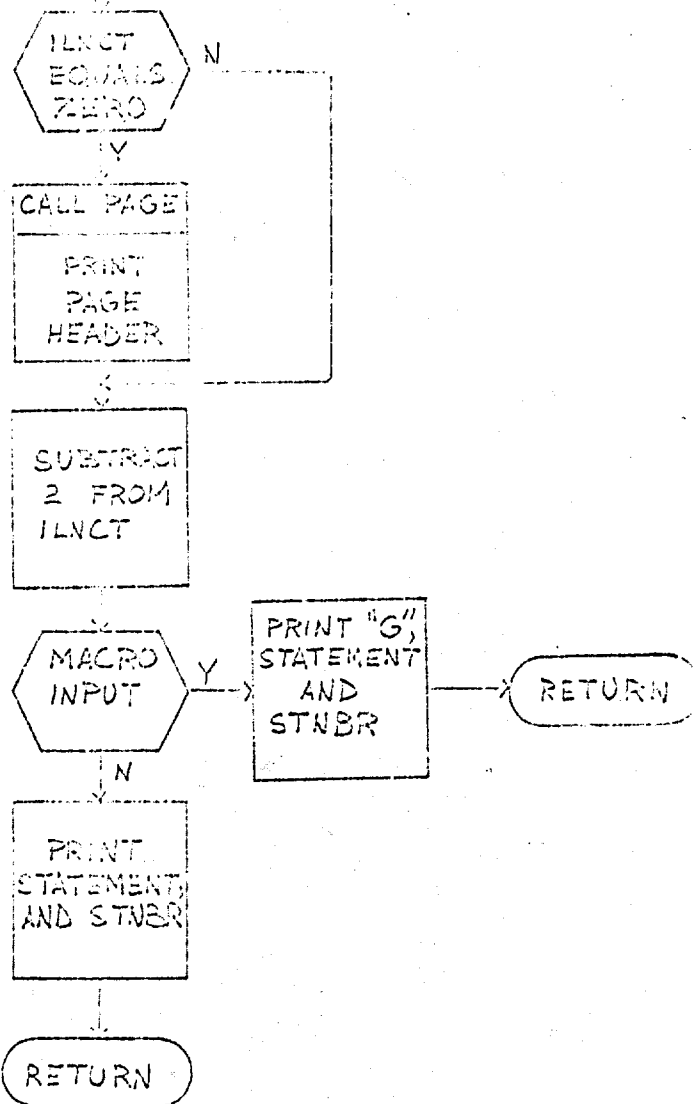 ILNCT
EQUALS
ZERO
N
Y
CALL PAGE
PRINT
PAGE
HEADER
SUBTRACT
2 FROM
ILNCT
MACRO
INPUT
Y
PRINT "G",
STATEMENT
AND
STNBR
RETURN
N
PRINT
STATEMENT,
AND STNBR
RETURN